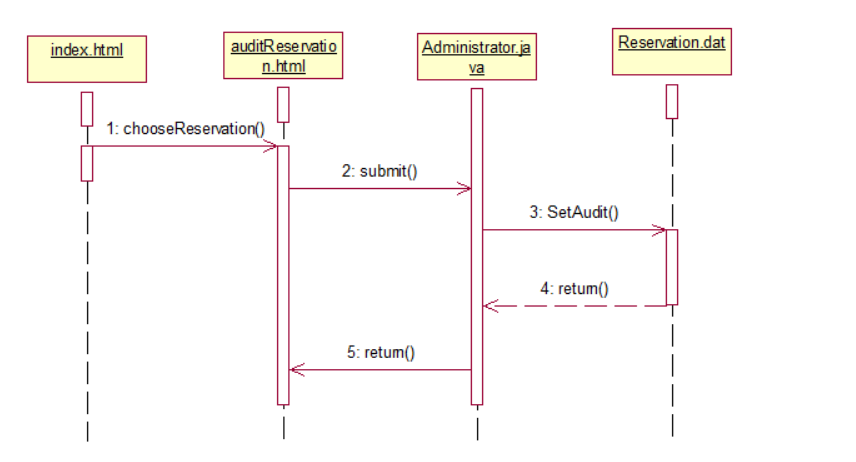 index.html
auditReservatio
n.html
Administrator.ja
va
Reservation.dat
1: chooseReservation()
2: submit()
3: SetAudit()
4: return()
5: return()